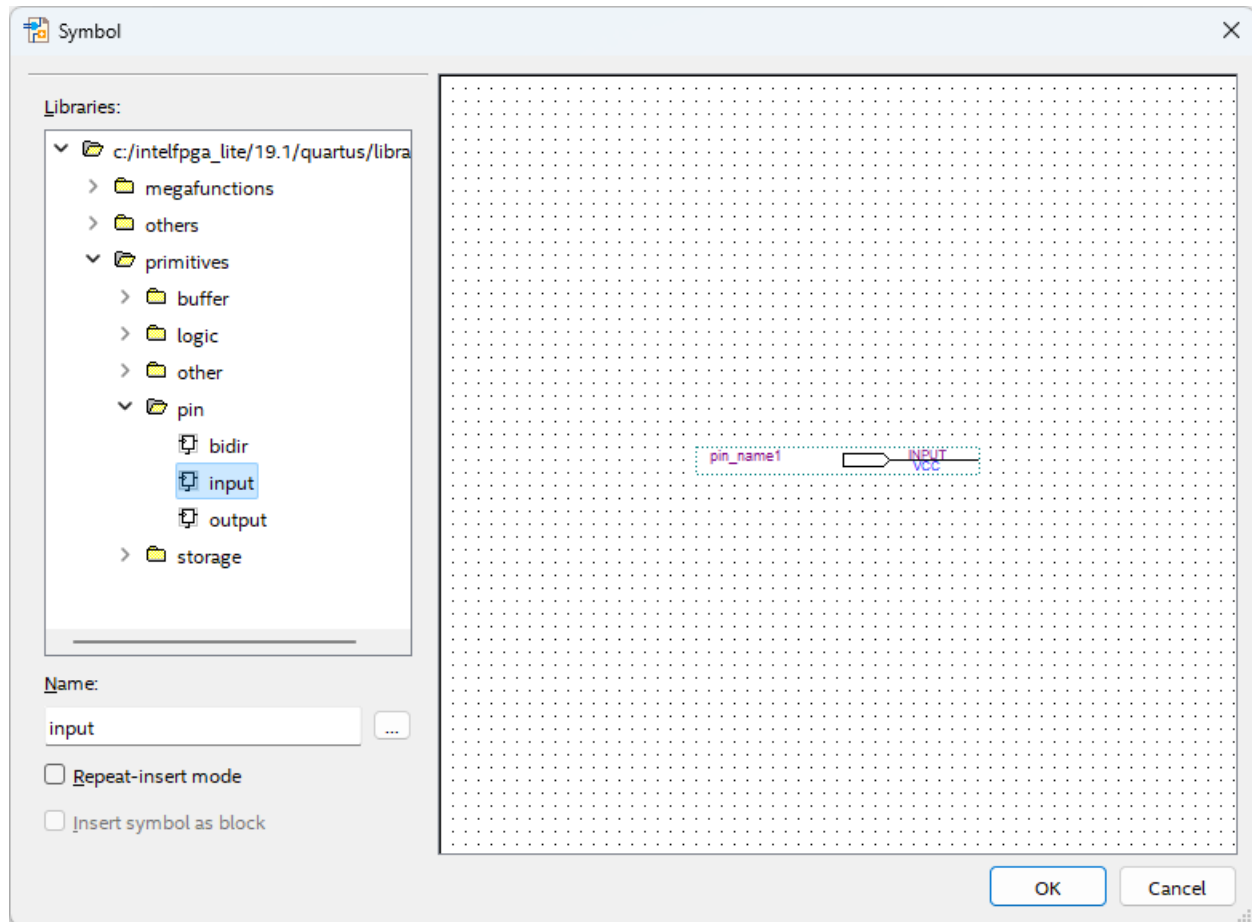 Symbol
Libraries:
c:/intelfpga_lite/19.1/quartus/libra
megafunctions
others
primitives
buffer
logic
other
pin
bidir
input
output
storage
Name:
input
...
Repeat-insert mode
Insert symbol as block
pin_name1
INPUT
VCC
OK
Cancel